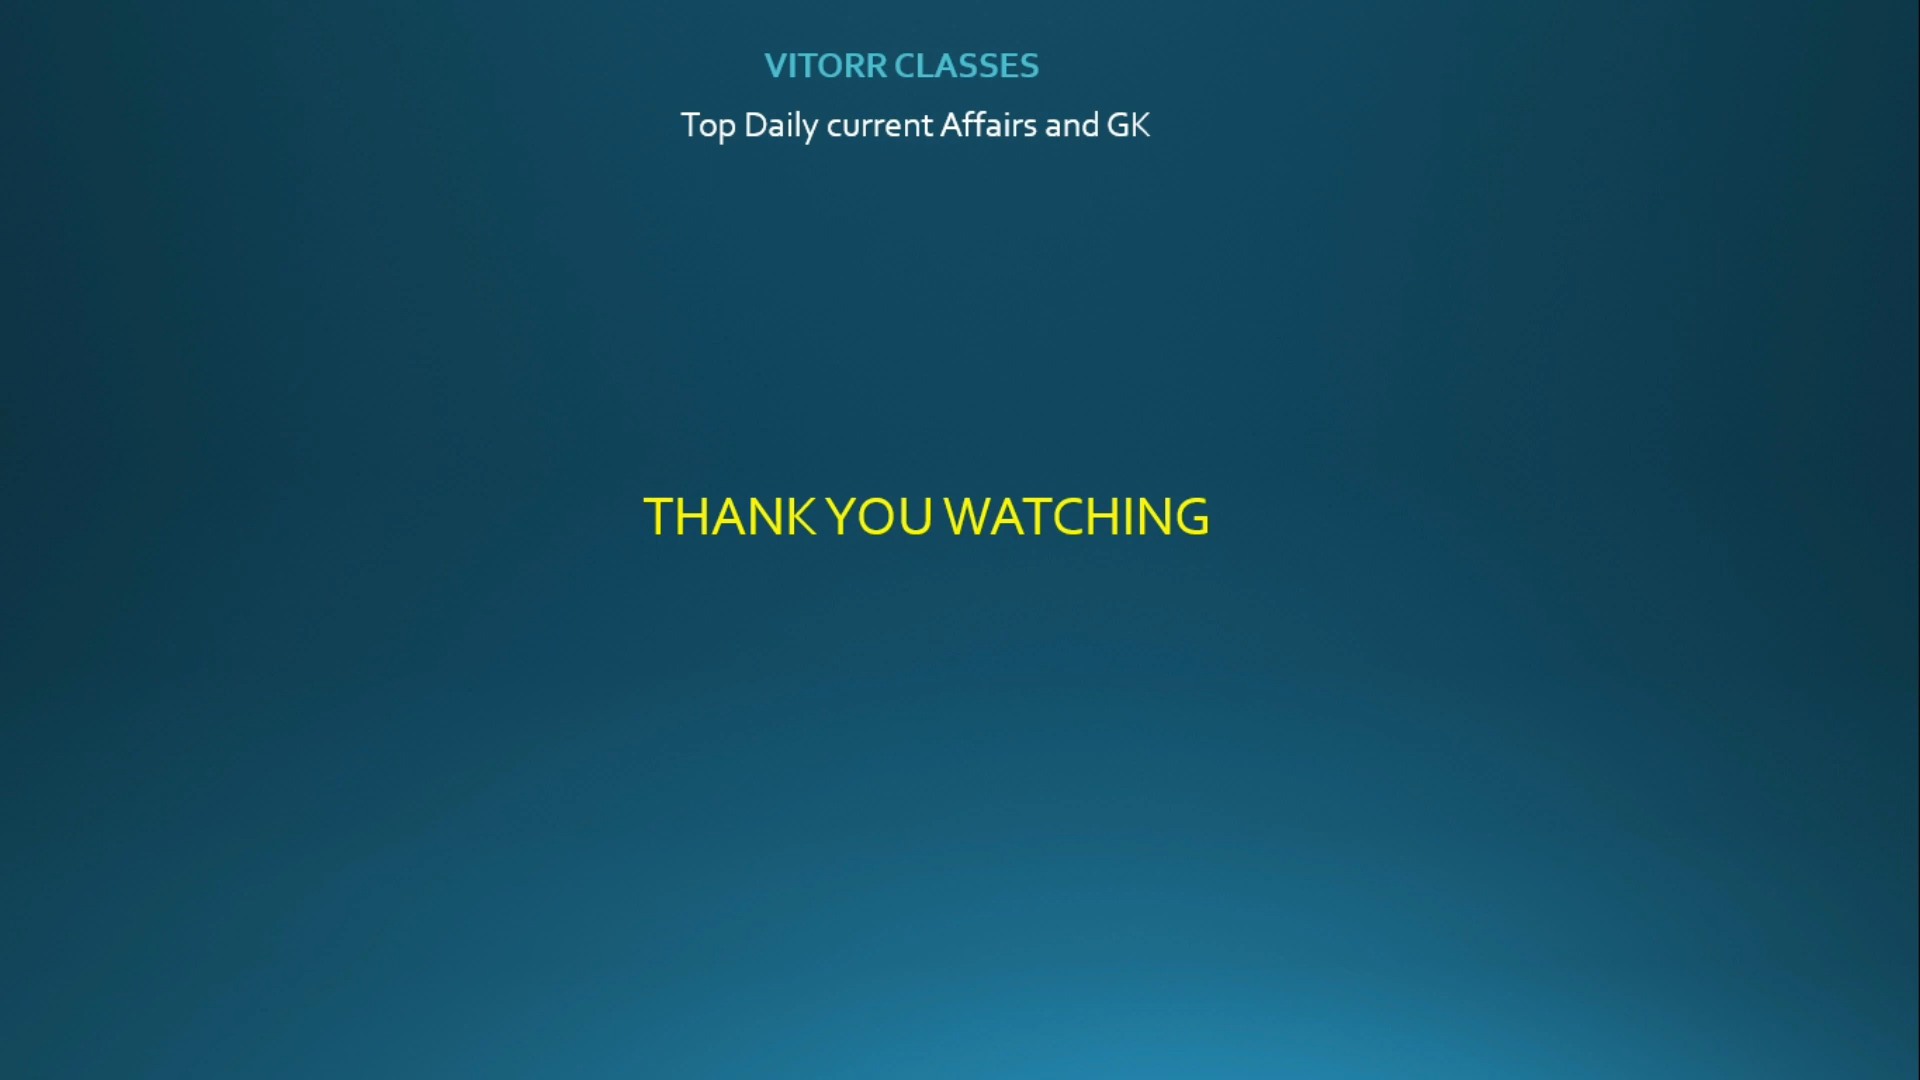 VITORR CLASSES
Top Daily current Affairs and GK
THANK YOU WATCHING